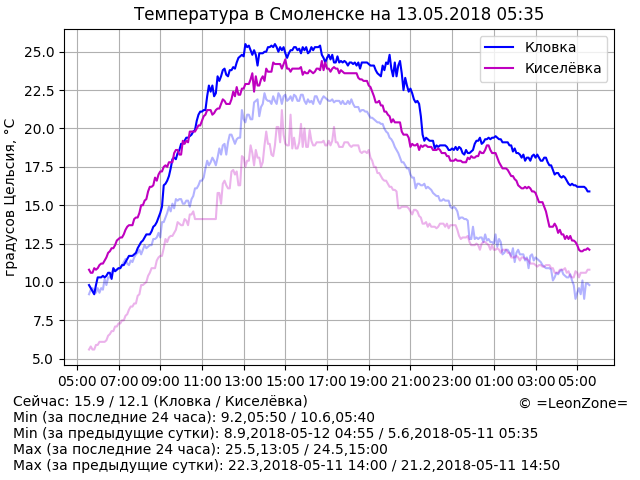 Температура в Смоленске на 13.05.2018 05:35
Кловка
Киселёвка
градусов Цельсия, °C
25.0
22.5
20.0
17.5
15.0
12.5
10.0
7.5
5.0
05:00 07:00 09:00 11:00 13:00 15:00 17:00 19:00 21:00 23:00 01:00 03:00 05:00
Сейчас: 15.9 / 12.1 (Кловка / Киселёвка)
© =LeonZone=
Min (за последние 24 часа): 9.2,05:50 / 10.6,05:40
Min (за предыдущие сутки): 8.9,2018-05-12 04:55 / 5.6,2018-05-11 05:35
Max (за последние 24 часа): 25.5,13:05 / 24.5,15:00
Max (за предыдущие сутки): 22.3,2018-05-11 14:00 / 21.2,2018-05-11 14:50